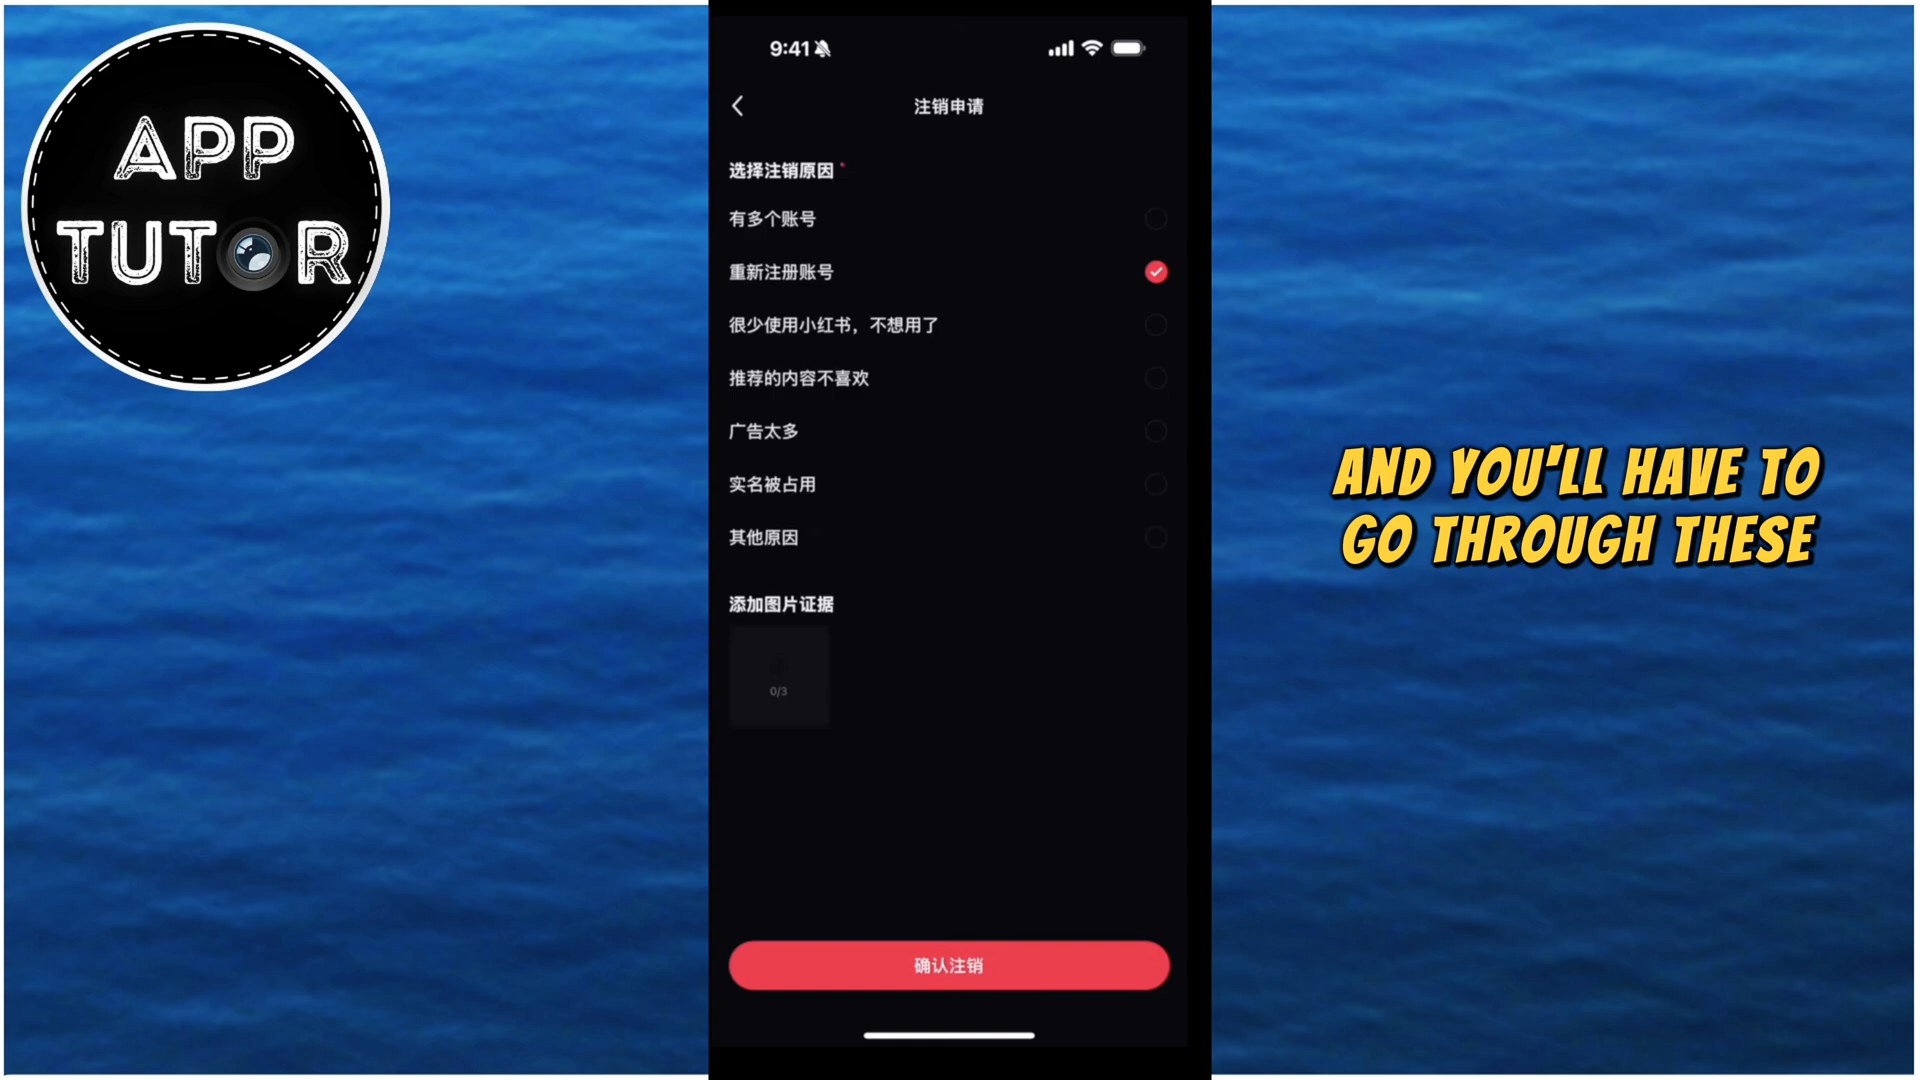 APP
TUTOR
9:41
注销申请
选择注销原因 *
有多个账号
重新注册账号
很少使用小红书，不想用了
推荐的内容不喜欢
广告太多
实名被占用
其他原因
添加图片证据
0/3
确认注销
AND YOU'LL HAVE TO
GO THROUGH THESE